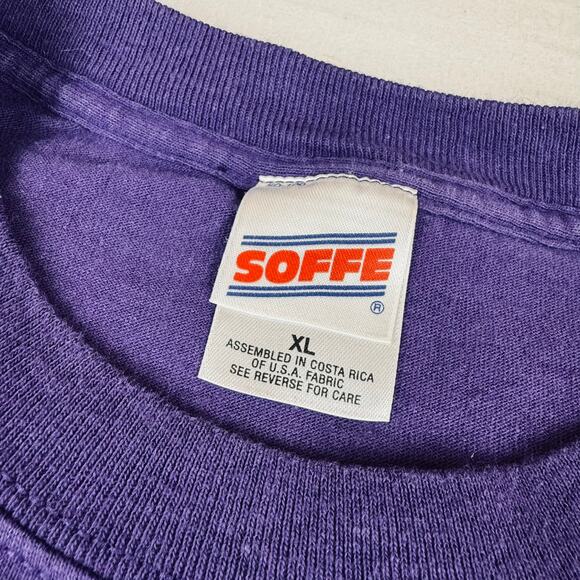 SOFFE
®
XL
ASSEMBLED IN COSTA RICA
OF U.S.A. FABRIC
SEE REVERSE FOR CARE